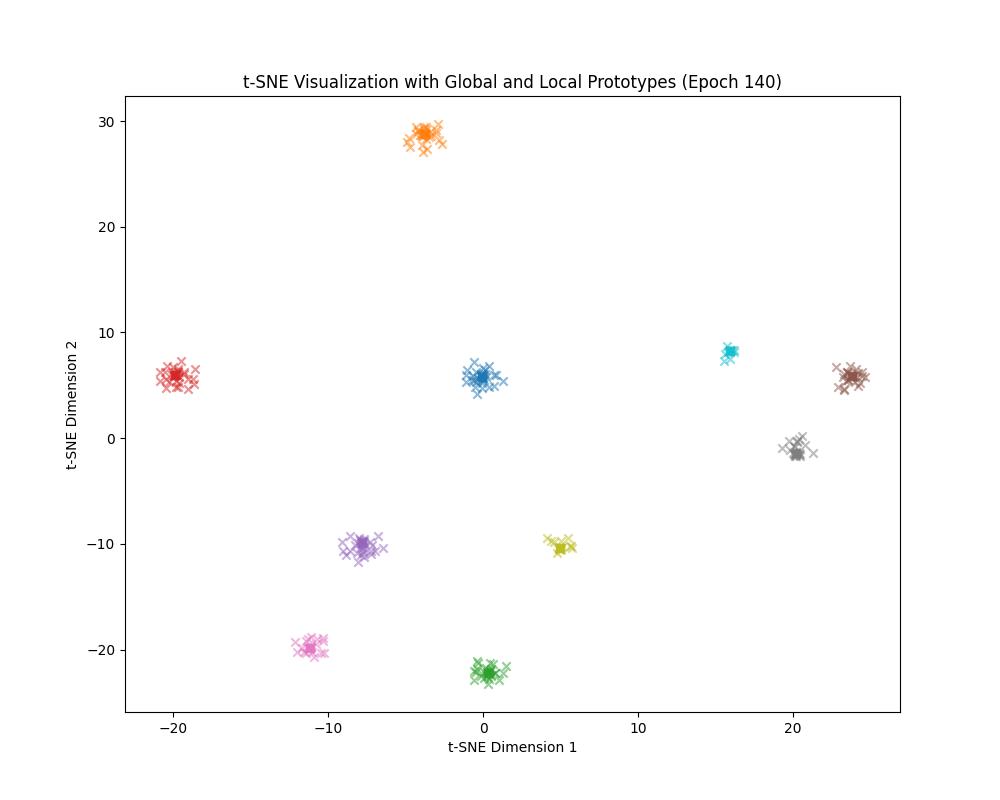 t-SNE Visualization with Global and Local Prototypes (Epoch 140)
30
20
10
0
−10
−20
t-SNE Dimension 2
−20 −10 0 10 20
t-SNE Dimension 1